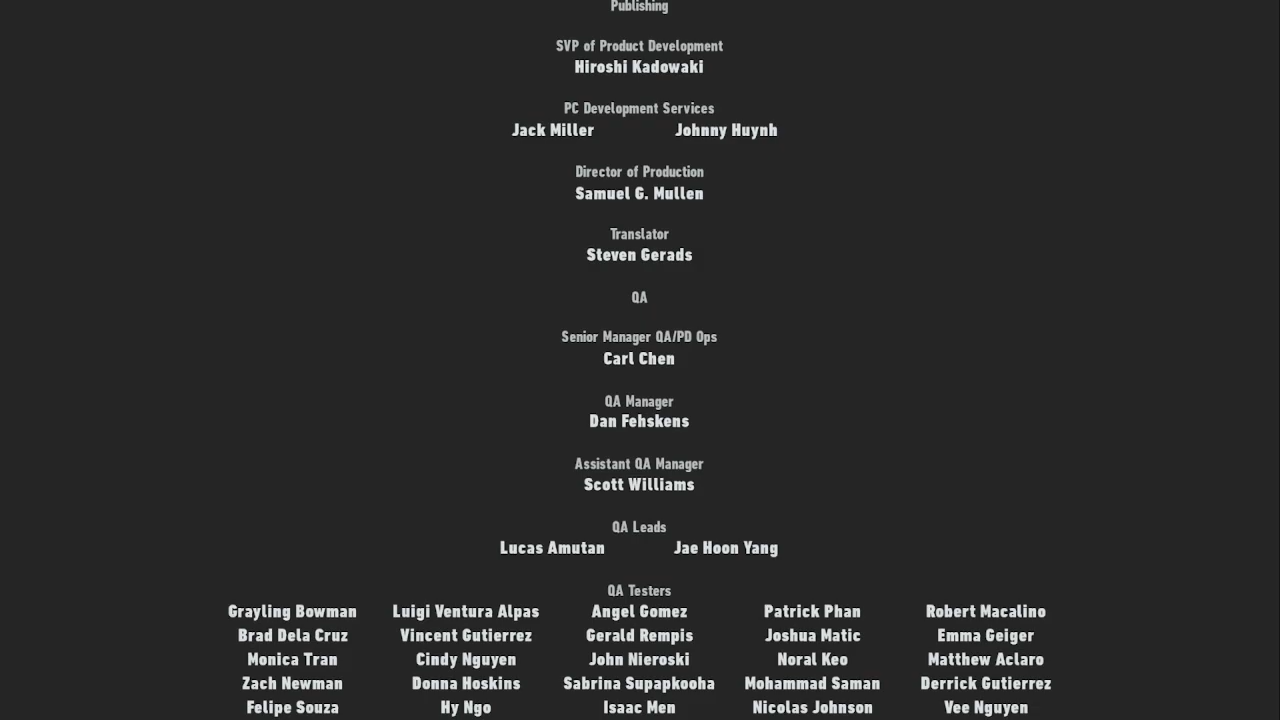 Publishing
SVP of Product Development
Hiroshi Kadowaki
PC Development Services
Jack Miller Johnny Huynh
Director of Production
Samuel G. Mullen
Translator
Steven Gerads
QA
Senior Manager QA/PD Ops
Carl Chen
QA Manager
Dan Fehskens
Assistant QA Manager
Scott Williams
QA Leads
Lucas Amutan Jae Hoon Yang
QA Testers
Grayling Bowman Luigi Ventura Alpas Angel Gomez Patrick Phan Robert Macalino
Brad Dela Cruz Vincent Gutierrez Gerald Rempis Joshua Matic Emma Geiger
Monica Tran Cindy Nguyen John Nieroski Noral Keo Matthew Aclaro
Zach Newman Donna Hoskins Sabrina Supapkooha Mohammad Saman Derrick Gutierrez
Felipe Souza Hy Ngo Isaac Men Nicolas Johnson Vee Nguyen